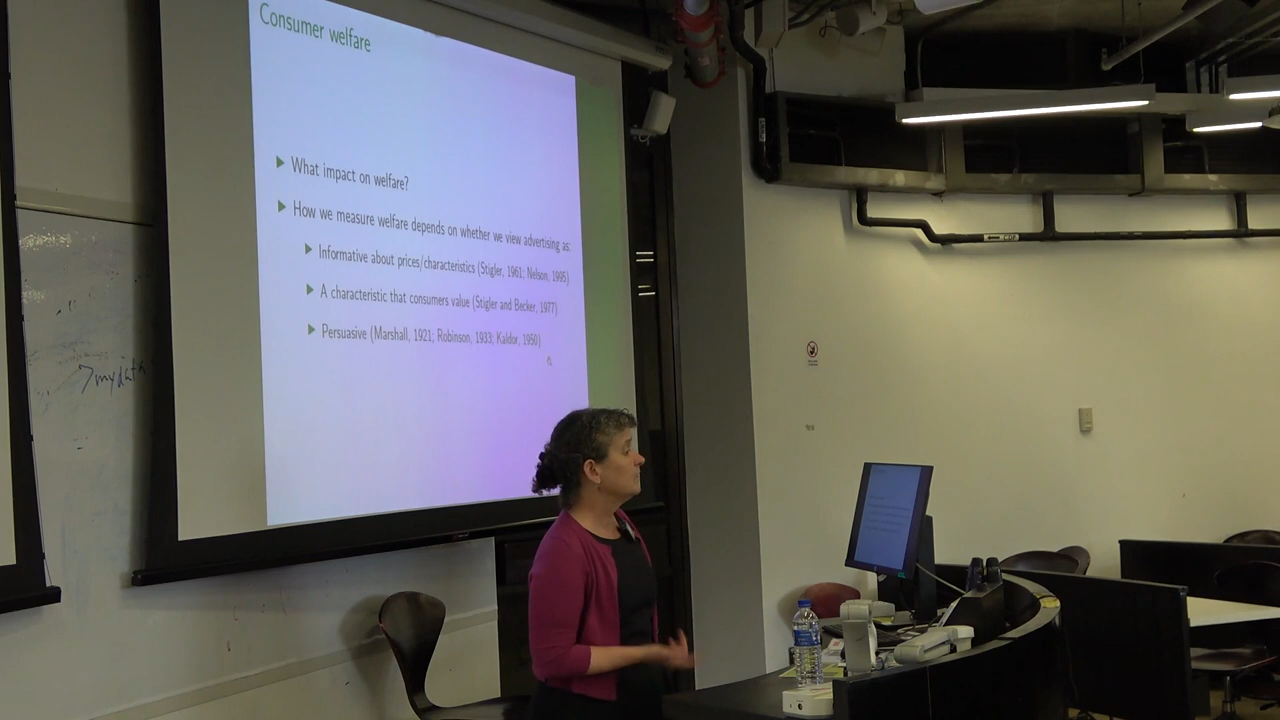 Consumer welfare
What impact on welfare?
How we measure welfare depends on whether we view advertising as:
Informative about prices/characteristics (Stigler, 1961; Nelson, 1995)
A characteristic that consumers value (Stigler and Becker, 1977)
Persuasive (Marshall, 1921; Robinson, 1933; Kaldor, 1950)
>mydata